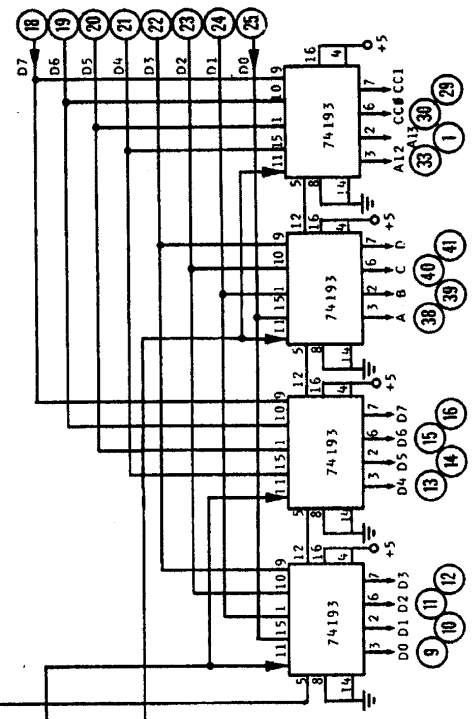 18 19 20 21 22 23 24 25
D7 D6 D5 D4 D3 D2 D1 D0
16 4 +5
9 10 1 15 11
74193
7 CC1 29
6 CC0 30
2 A13 1
3 A12 33
5 8 14
12 16 4 +5
9 10 1 15 11
74193
7 D 41
6 C 40
2 B 39
3 A 38
5 8 14
12 16 4 +5
9 10 1 15 11
74193
7 D7 16
6 D6 15
2 D5 14
3 D4 13
5 8 14
12 16 4 +5
9 10 1 15 11
74193
7 D3 12
6 D2 11
2 D1 10
3 D0 9
5 8 14